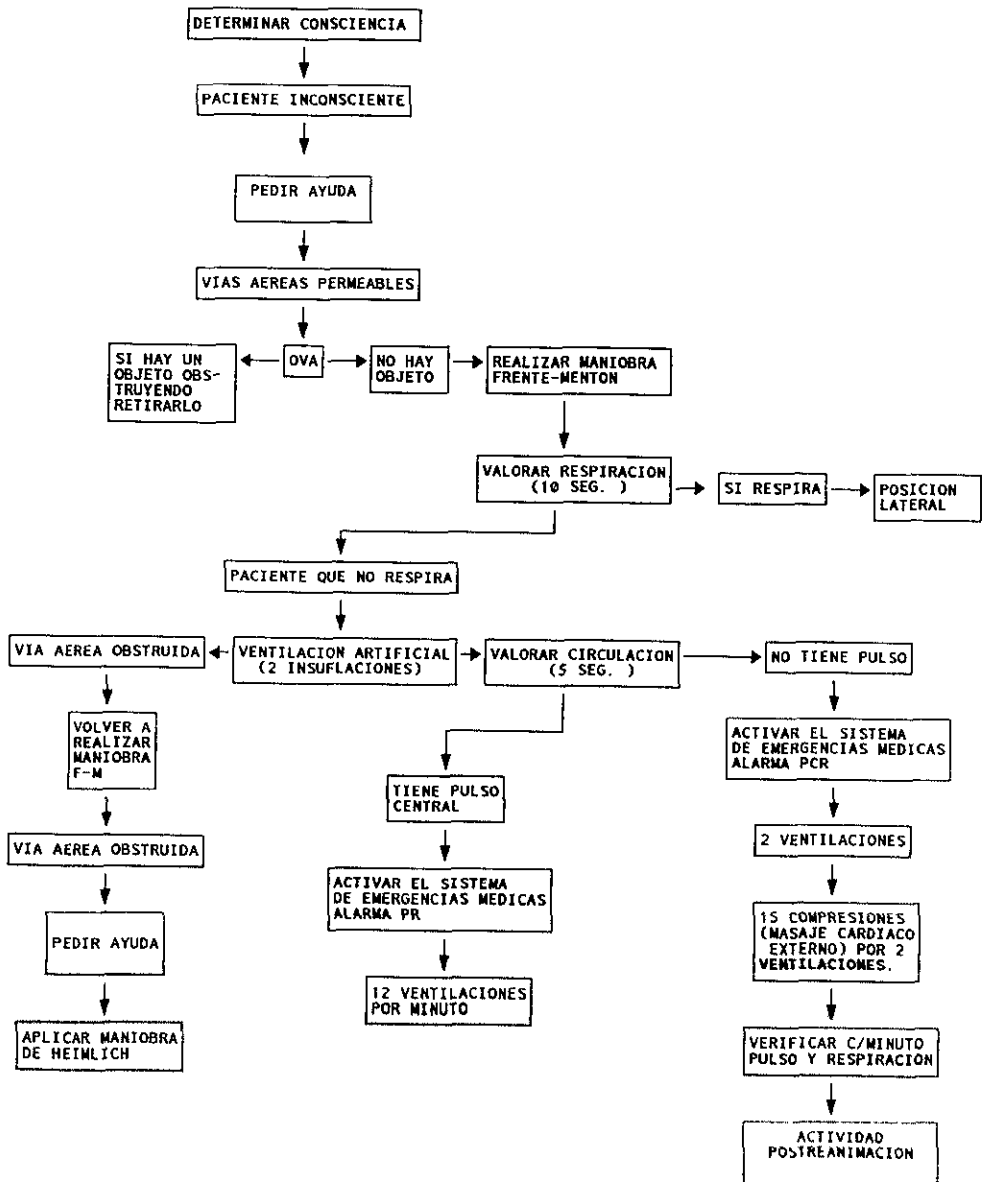 DETERMINAR CONSCIENCIA
PACIENTE INCONSCIENTE
PEDIR AYUDA
VIAS AEREAS PERMEABLES
SI HAY UN
OBJETO OBS-
TRUYENDO
RETIRARLO
OVA
NO HAY
OBJETO
REALIZAR MANIOBRA
FRENTE-MENTON
VALORAR RESPIRACION
(10 SEG. )
SI RESPIRA
POSICION
LATERAL
PACIENTE QUE NO RESPIRA
VIA AEREA OBSTRUIDA
VENTILACION ARTIFICIAL
(2 INSUFLACIONES)
VALORAR CIRCULACION
(5 SEG. )
NO TIENE PULSO
VOLVER A
REALIZAR
MANIOBRA
F-M
VIA AEREA OBSTRUIDA
PEDIR AYUDA
APLICAR MANIOBRA
DE HEIMLICH
TIENE PULSO
CENTRAL
ACTIVAR EL SISTEMA
DE EMERGENCIAS MEDICAS
ALARMA PR
12 VENTILACIONES
POR MINUTO
ACTIVAR EL SISTEMA
DE EMERGENCIAS MEDICAS
ALARMA PCR
2 VENTILACIONES
15 COMPRESIONES
(MASAJE CARDIACO
EXTERNO) POR 2
VENTILACIONES.
VERIFICAR C/MINUTO
PULSO Y RESPIRACION
ACTIVIDAD
POSTREANIMACION